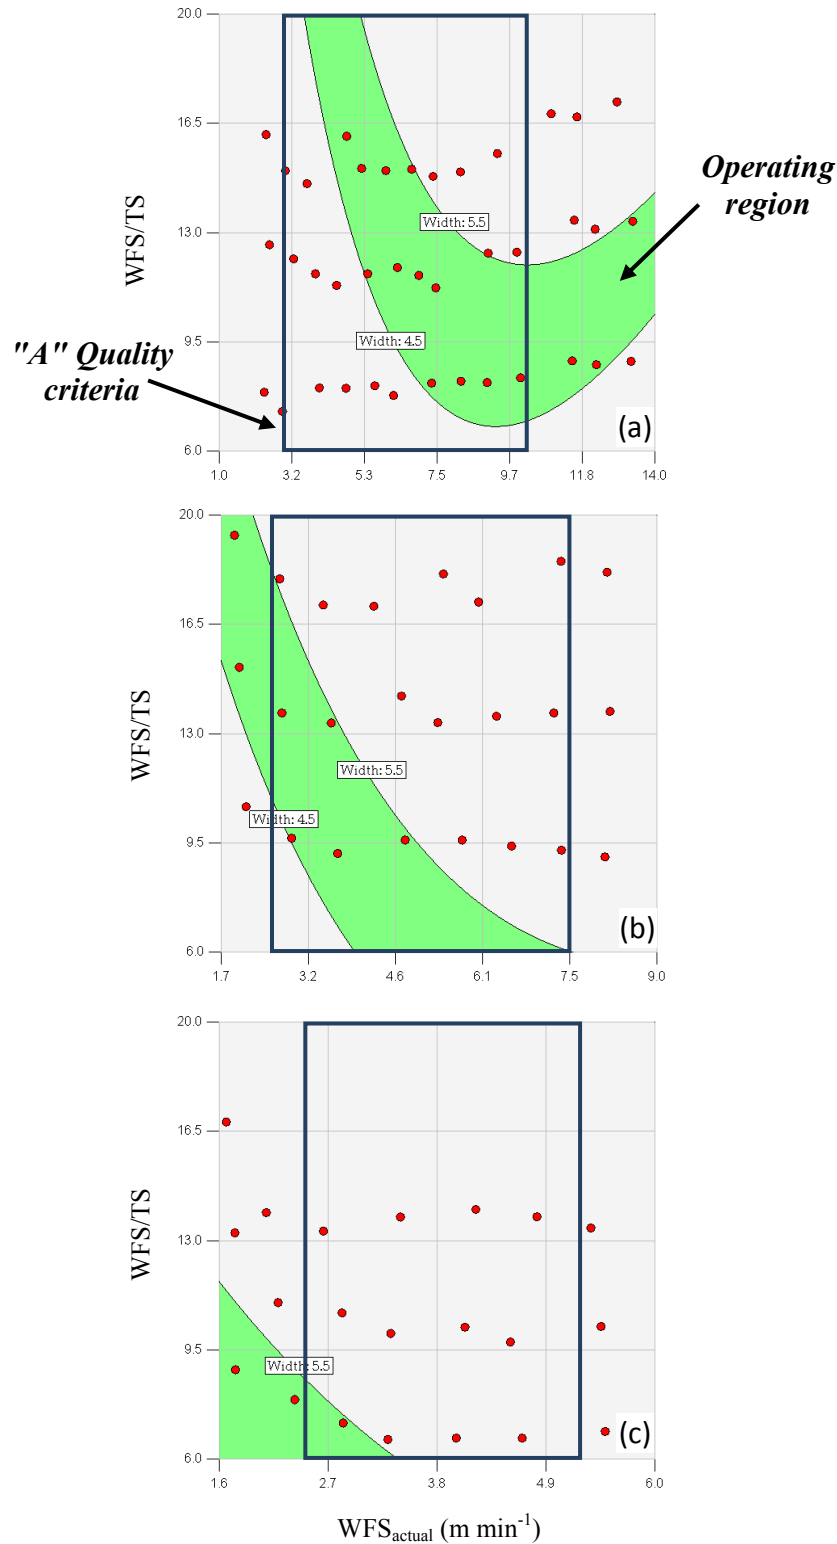 20.0
16.5
Operating
region
WFS/TS
13.0
Width: 5.5
9.5
Width: 4.5
"A" Quality
criteria
(a)
6.0
1.0 3.2 5.3 7.5 9.7 11.8 14.0
20.0
16.5
WFS/TS
13.0
Width: 5.5
Width: 4.5
9.5
(b)
6.0
1.7 3.2 4.6 6.1 7.5 9.0
20.0
16.5
WFS/TS
13.0
9.5
Width: 5.5
(c)
6.0
1.6 2.7 3.8 4.9 6.0
WFSactual (m min-1)